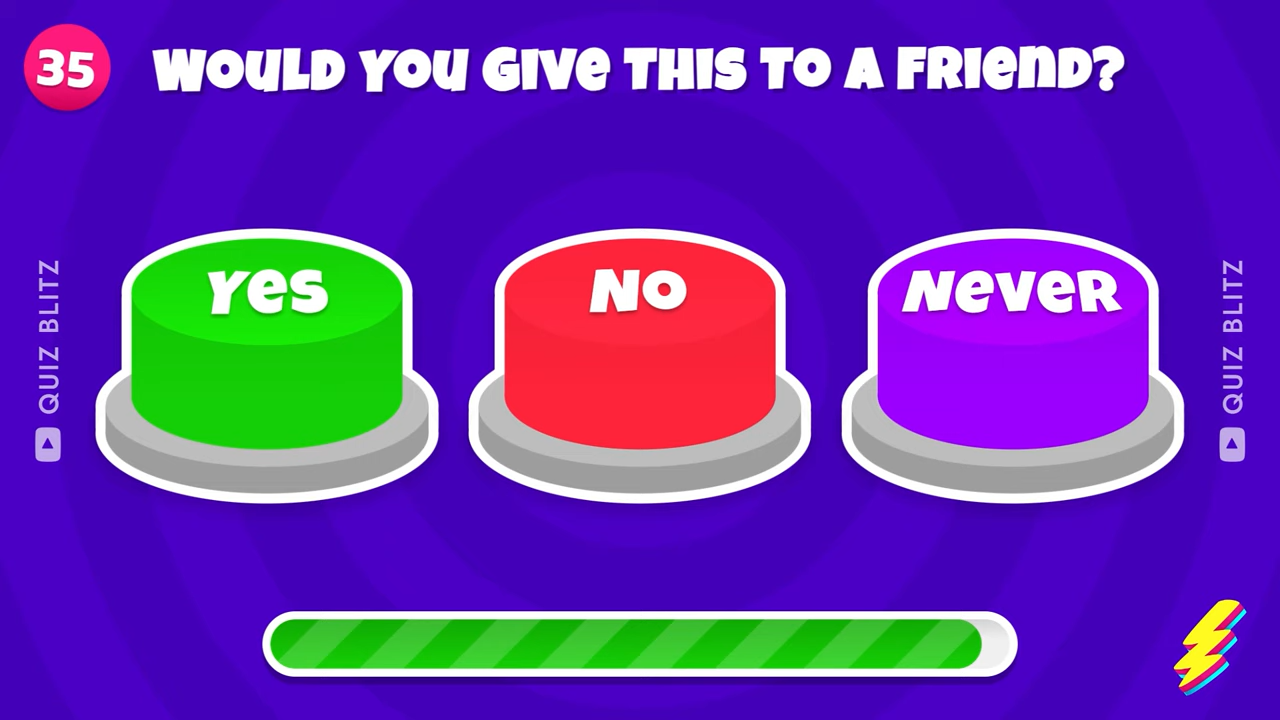 35
WOULD YOU GIVE THIS TO A FRIEND?
YES
NO
NEVER
QUIZ BLITZ
QUIZ BLITZ